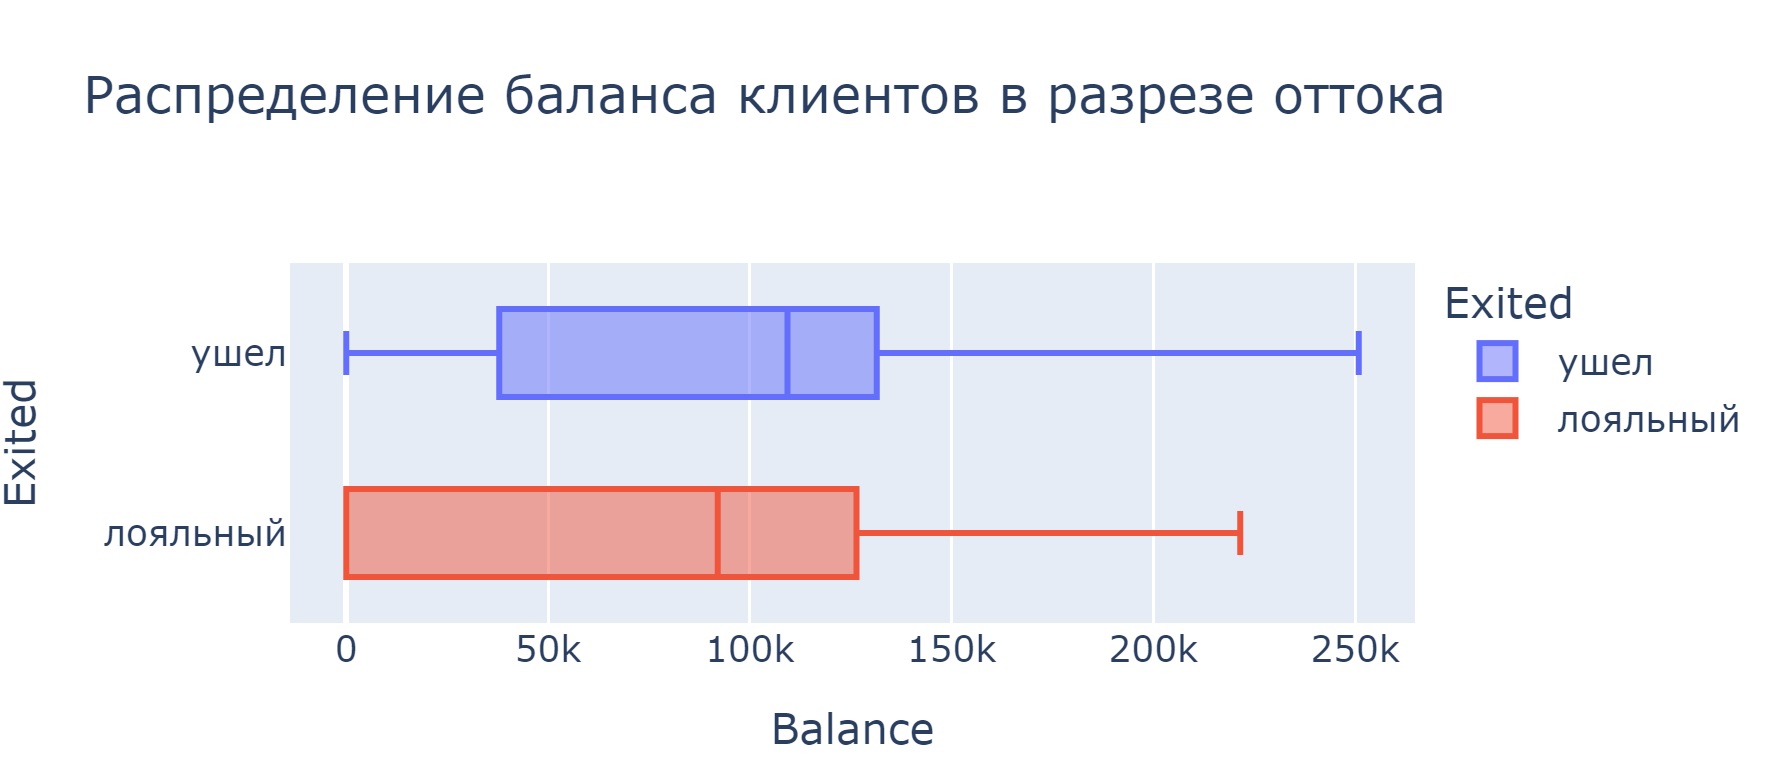 Распределение баланса клиентов в разрезе оттока
Exited
ушел
лояльный
0 50k 100k 150k 200k 250k
Balance
Exited
ушел
лояльный